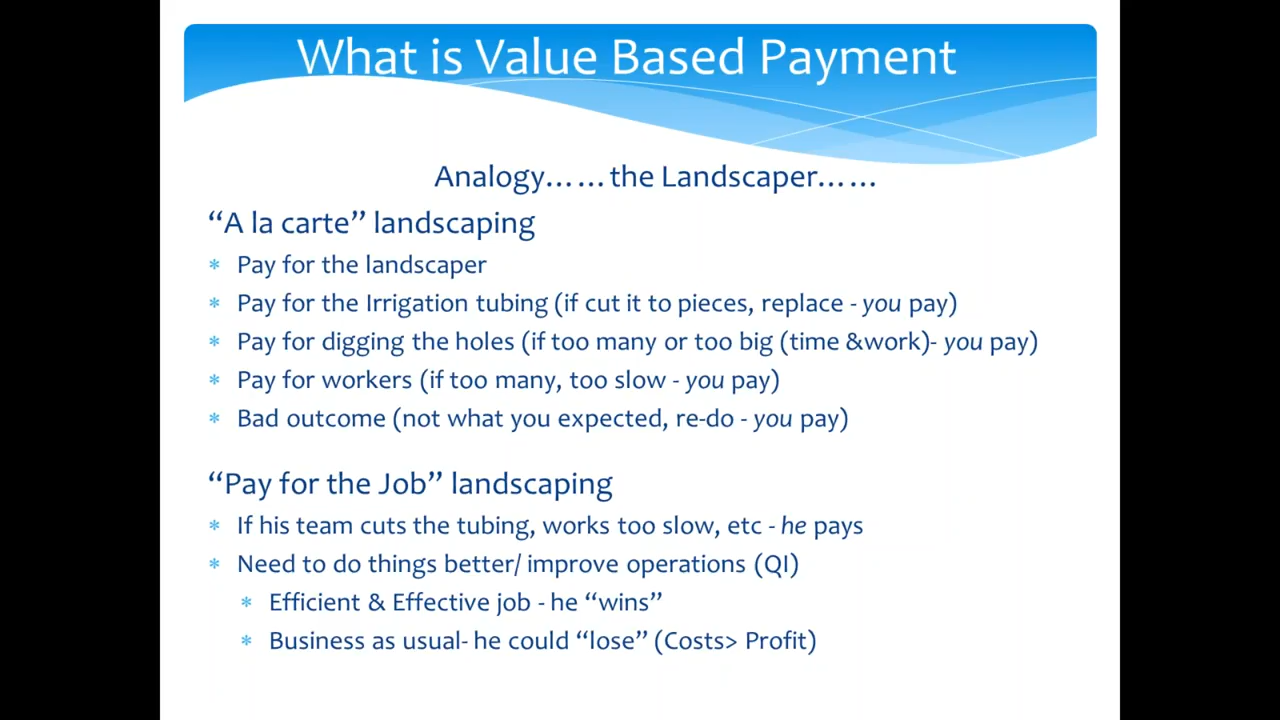 What is Value Based Payment
Analogy……the Landscaper……
“A la carte” landscaping
* Pay for the landscaper
* Pay for the Irrigation tubing (if cut it to pieces, replace - you pay)
* Pay for digging the holes (if too many or too big (time &work)- you pay)
* Pay for workers (if too many, too slow - you pay)
* Bad outcome (not what you expected, re-do - you pay)
“Pay for the Job” landscaping
* If his team cuts the tubing, works too slow, etc - he pays
* Need to do things better/ improve operations (QI)
* Efficient & Effective job - he “wins”
* Business as usual- he could “lose” (Costs> Profit)